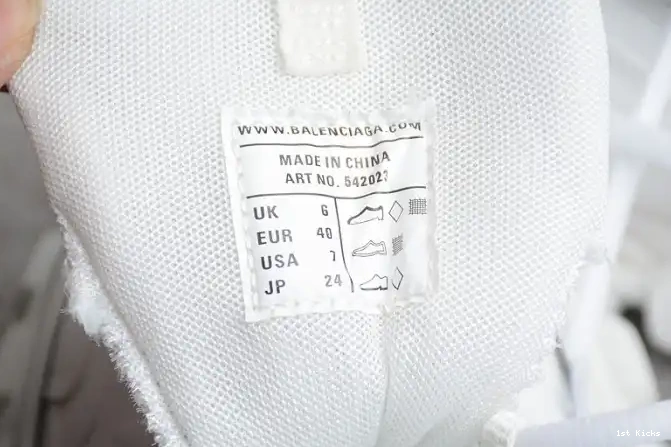 WWW.BALENCIAGA.COM
MADE IN CHINA
ART NO. 542023
UK 6
EUR 40
USA 7
JP 24
1st Kicks